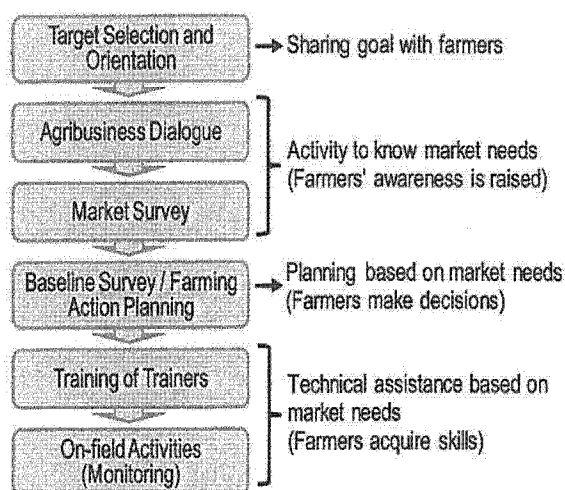 Target Selection and
Orientation
Sharing goal with farmers
Agribusiness Dialogue
Market Survey
Activity to know market needs
(Farmers' awareness is raised)
Baseline Survey / Farming
Action Planning
Planning based on market needs
(Farmers make decisions)
Training of Trainers
On-field Activities
(Monitoring)
Technical assistance based on
market needs
(Farmers acquire skills)